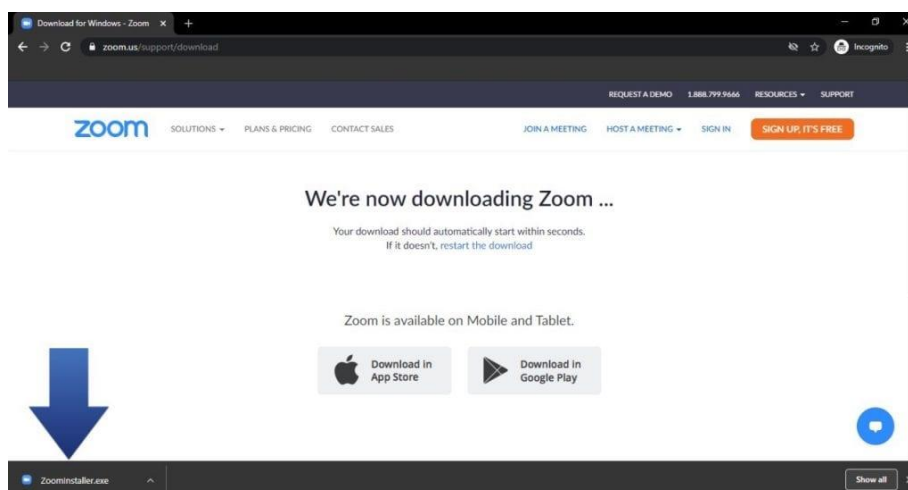 Download for Windows - Zoom
zoom.us/support/download
Incognito
REQUEST A DEMO 1.888.799.9666 RESOURCES SUPPORT
zoom SOLUTIONS PLANS & PRICING CONTACT SALES JOIN A MEETING HOST A MEETING SIGN IN SIGN UP, IT'S FREE
We're now downloading Zoom ...
Your download should automatically start within seconds.
If it doesn't, restart the download
Zoom is available on Mobile and Tablet.
Download in
App Store
Download in
Google Play
Zoominstaller.exe
Show all